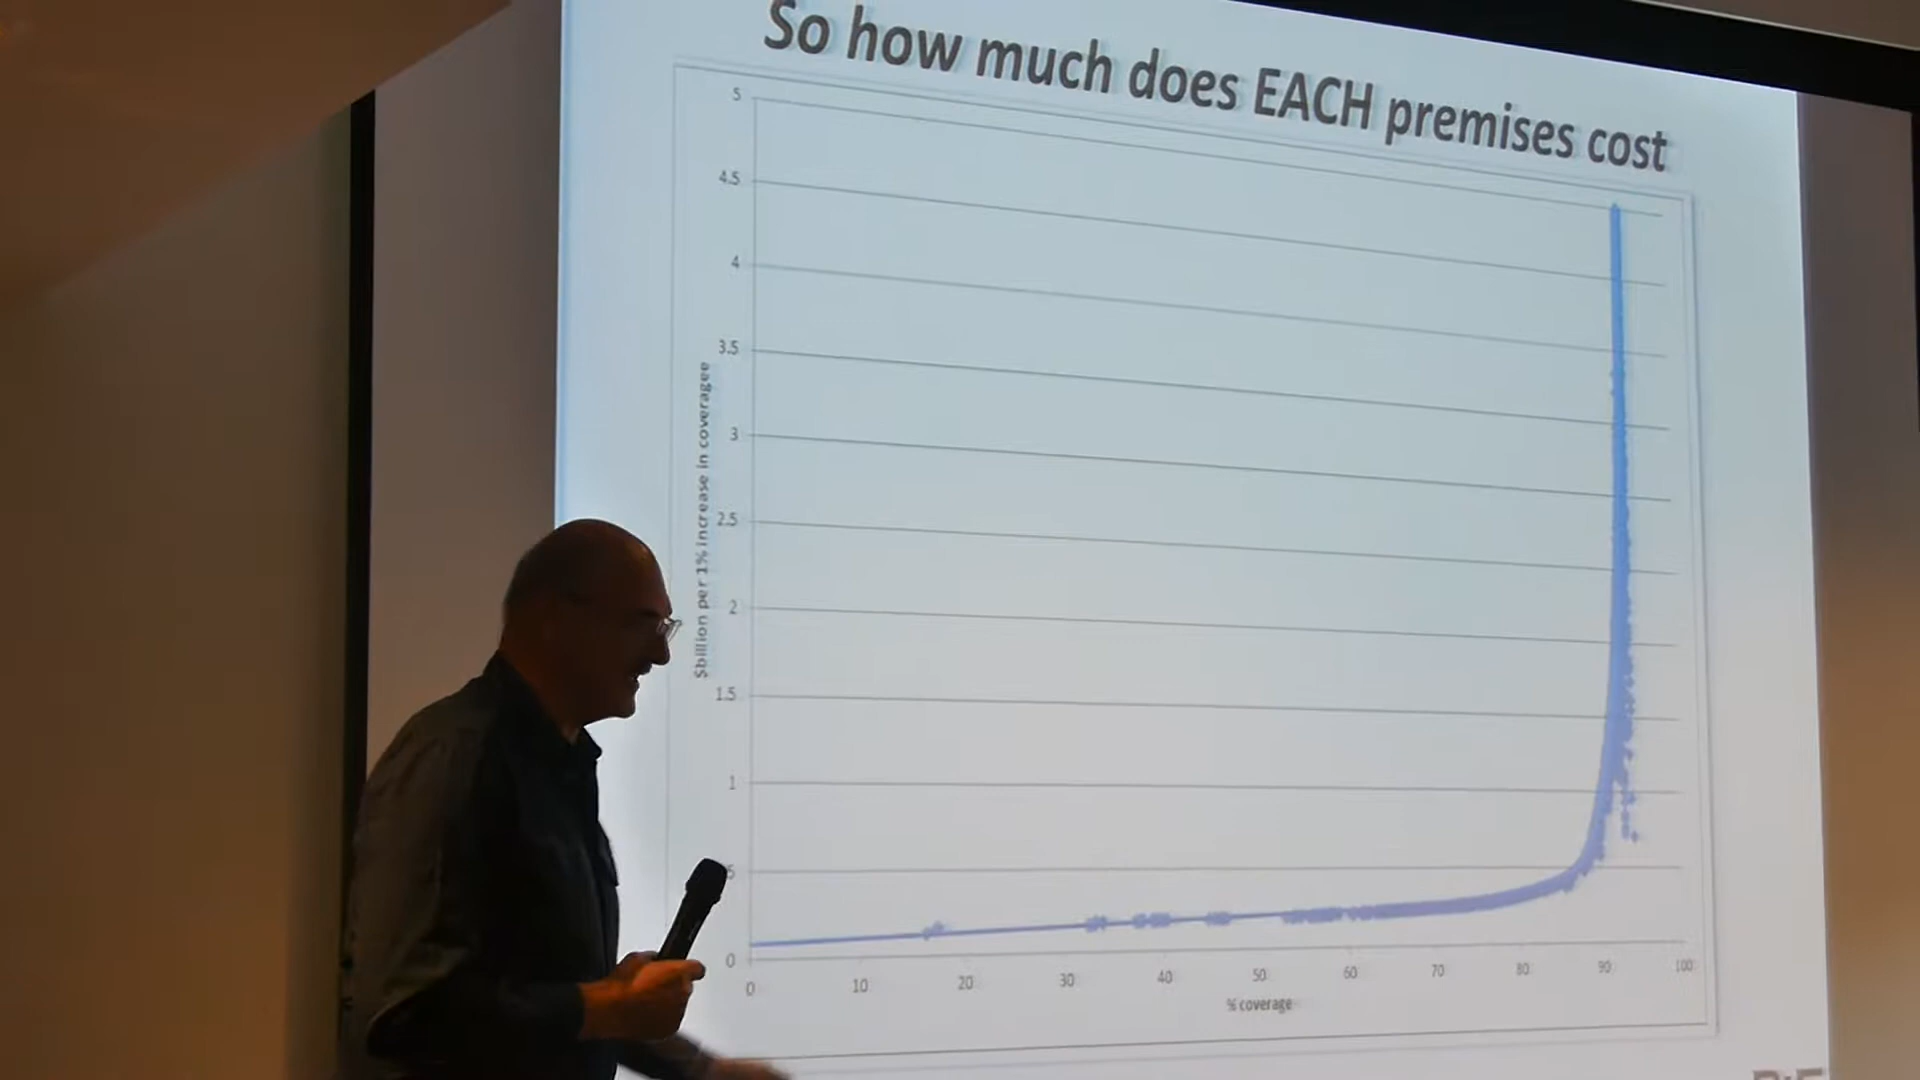 So how much does EACH premises cost
5
4.5
4
3.5
3
2.5
2
1.5
1
5
0
$billion per 1% increase in coveragee
0 10 20 30 40 50 60 70 80 90 100
% coverage